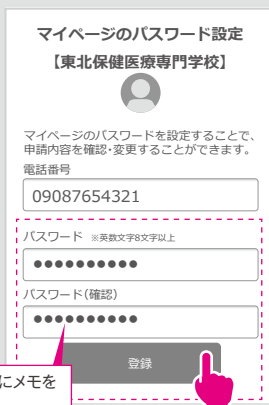 マイページのパスワード設定
【東北保健医療専門学校】
マイページのパスワードを設定することで、
申請内容を確認・変更することができます。
電話番号
09087654321
パスワード ※英数文字8文字以上
●●●●●●●●●●
パスワード(確認)
●●●●●●●●●●
登録
にメモを